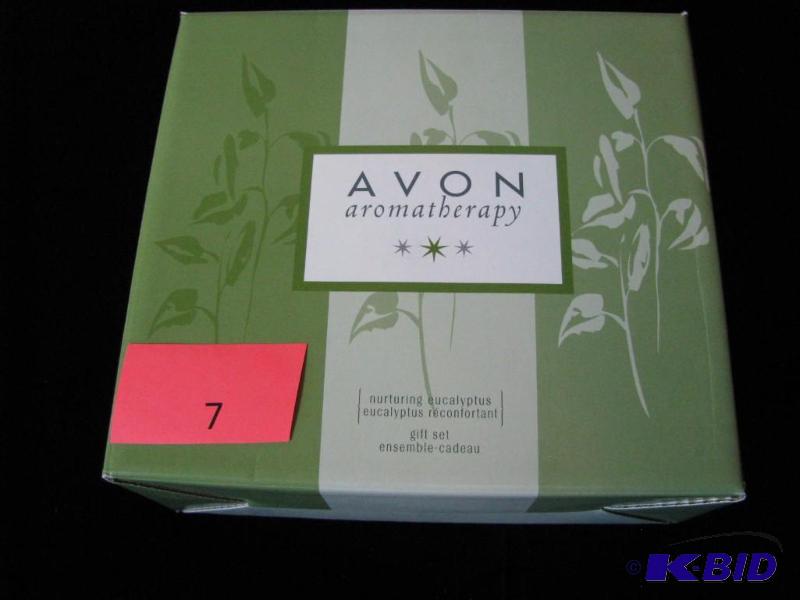 AVON
aromatherapy
7
nurturing eucalyptus
eucalyptus réconfortant
gift set
ensemble-cadeau
© K-BID